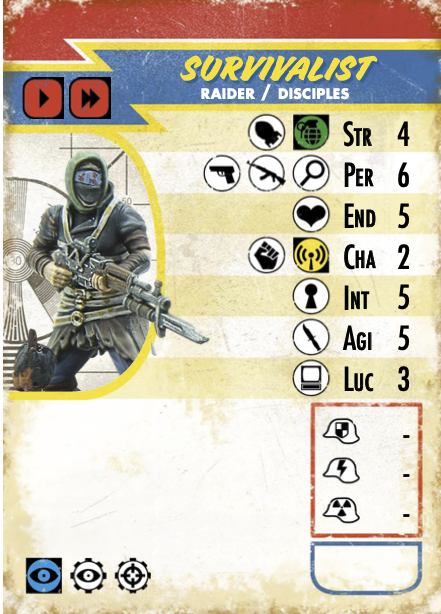 SURVIVALIST
RAIDER / DISCIPLES
STR 4
PER 6
END 5
CHA 2
INT 5
AGI 5
LUC 3
-
-
-